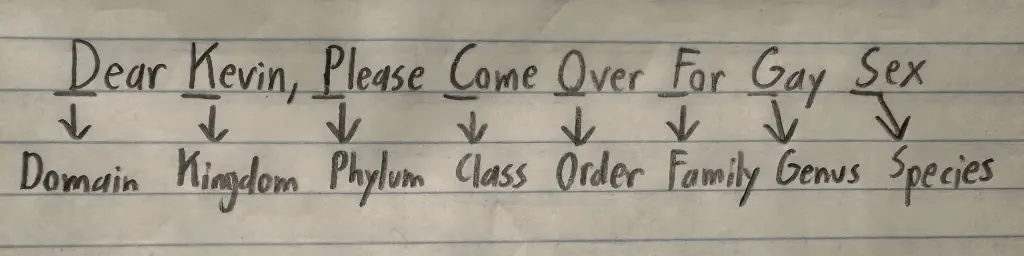 Dear Kevin, Please Come Over For Gay Sex
Domain Kingdom Phylum Class Order Family Genus Species